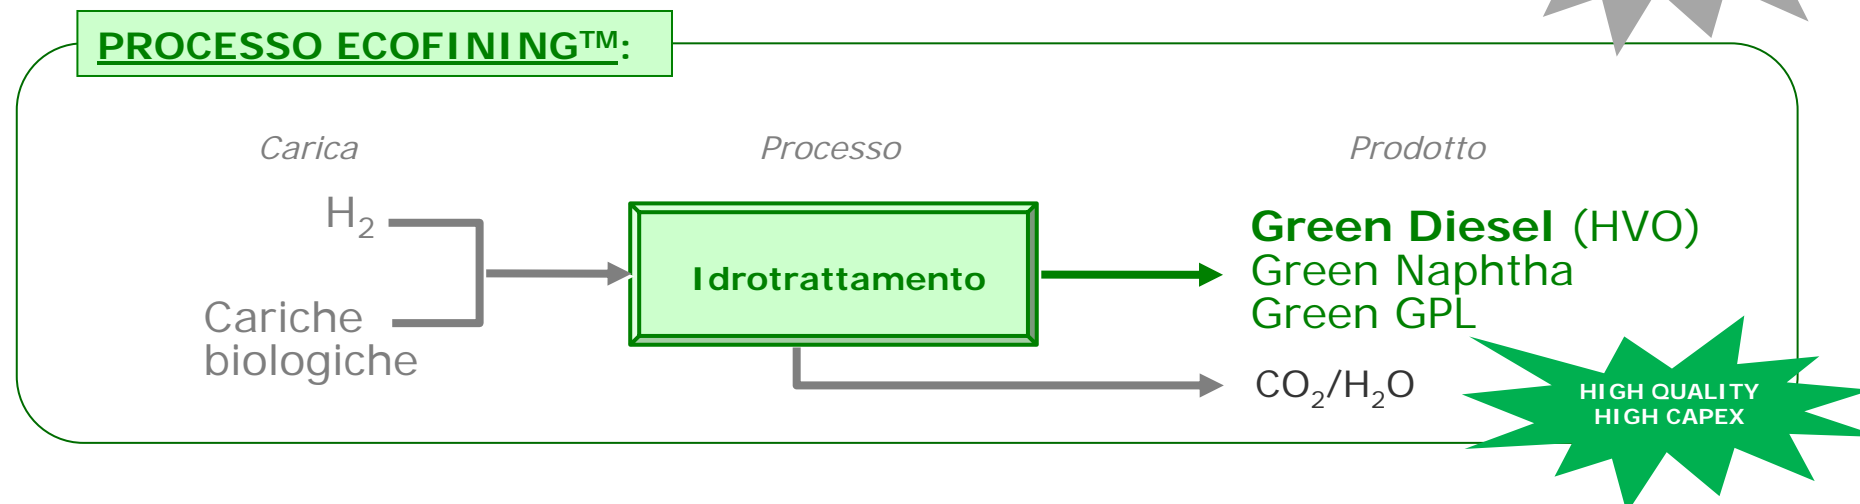 PROCESSO ECOFINING™:
Carica
Processo
Prodotto
H₂
Cariche
biologiche
Idrotrattamento
Green Diesel (HVO)
Green Naphtha
Green GPL
CO₂/H₂O
HIGH QUALITY
HIGH CAPEX